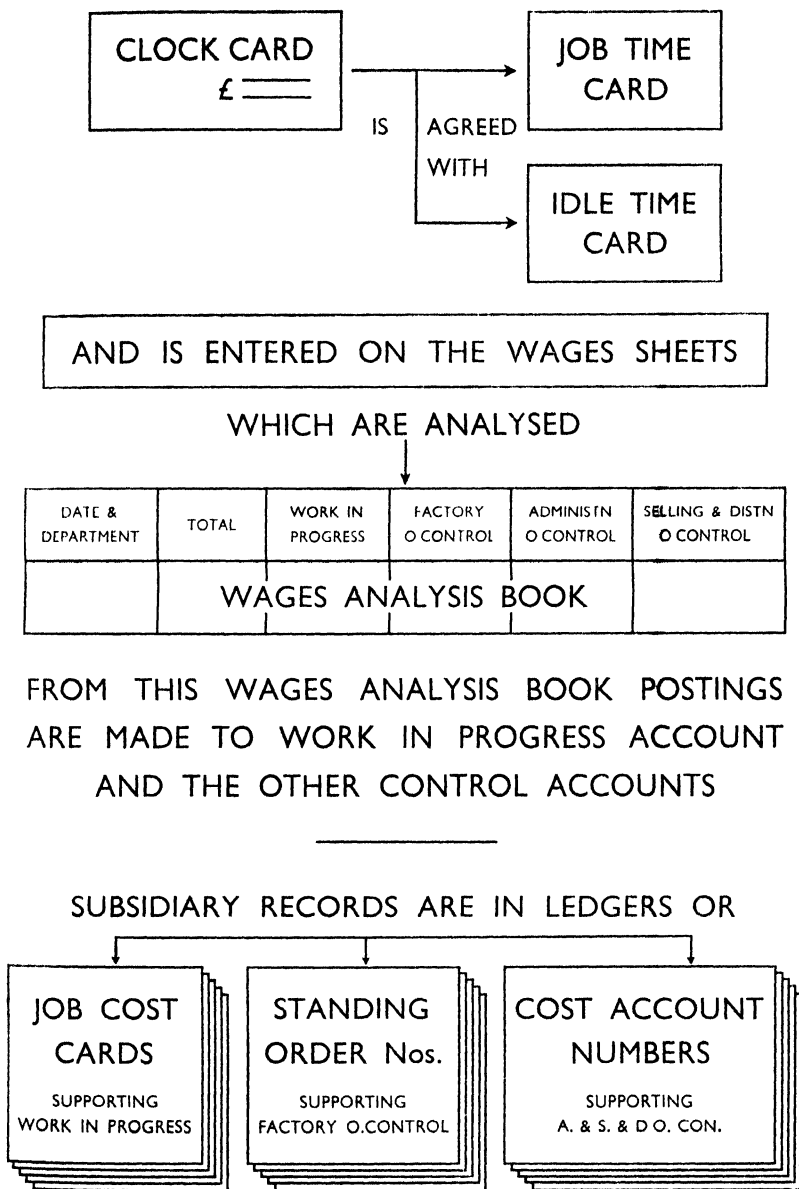 CLOCK CARD
£
JOB TIME
CARD
IS AGREED
WITH
IDLE TIME
CARD
AND IS ENTERED ON THE WAGES SHEETS
WHICH ARE ANALYSED
DATE &
DEPARTMENT
TOTAL
WORK IN
PROGRESS
FACTORY
O CONTROL
ADMINISTN
O CONTROL
SELLING & DISTN
O CONTROL
WAGES ANALYSIS BOOK
FROM THIS WAGES ANALYSIS BOOK POSTINGS
ARE MADE TO WORK IN PROGRESS ACCOUNT
AND THE OTHER CONTROL ACCOUNTS
SUBSIDIARY RECORDS ARE IN LEDGERS OR
JOB COST
CARDS
SUPPORTING
WORK IN PROGRESS
STANDING
ORDER Nos.
SUPPORTING
FACTORY O.CONTROL
COST ACCOUNT
NUMBERS
SUPPORTING
A. & S. & D O. CON.